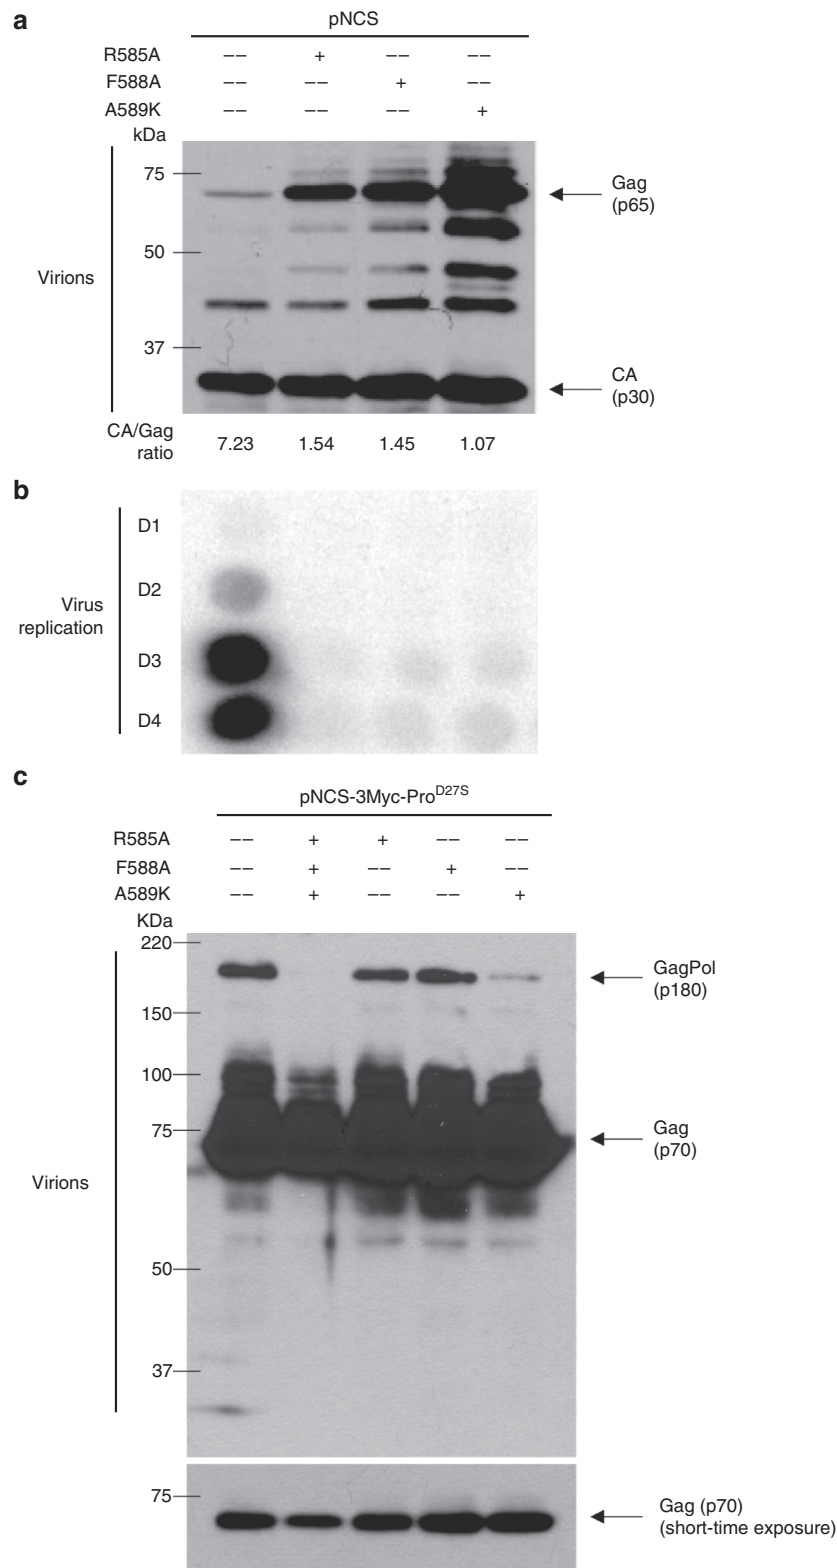 a
pNCS
R585A −− + −− −−
F588A −− −− + −−
A589K −− −− −− +
kDa
75
50
37
Virions
Gag
(p65)
CA
(p30)
CA/Gag
ratio
7.23 1.54 1.45 1.07
b
Virus
replication
D1
D2
D3
D4
c
pNCS-3Myc-ProD27S
R585A −− + + −− −−
F588A −− + −− + −−
A589K −− + −− −− +
KDa
220
150
100
75
50
37
Virions
GagPol
(p180)
Gag
(p70)
75
Gag (p70)
(short-time exposure)